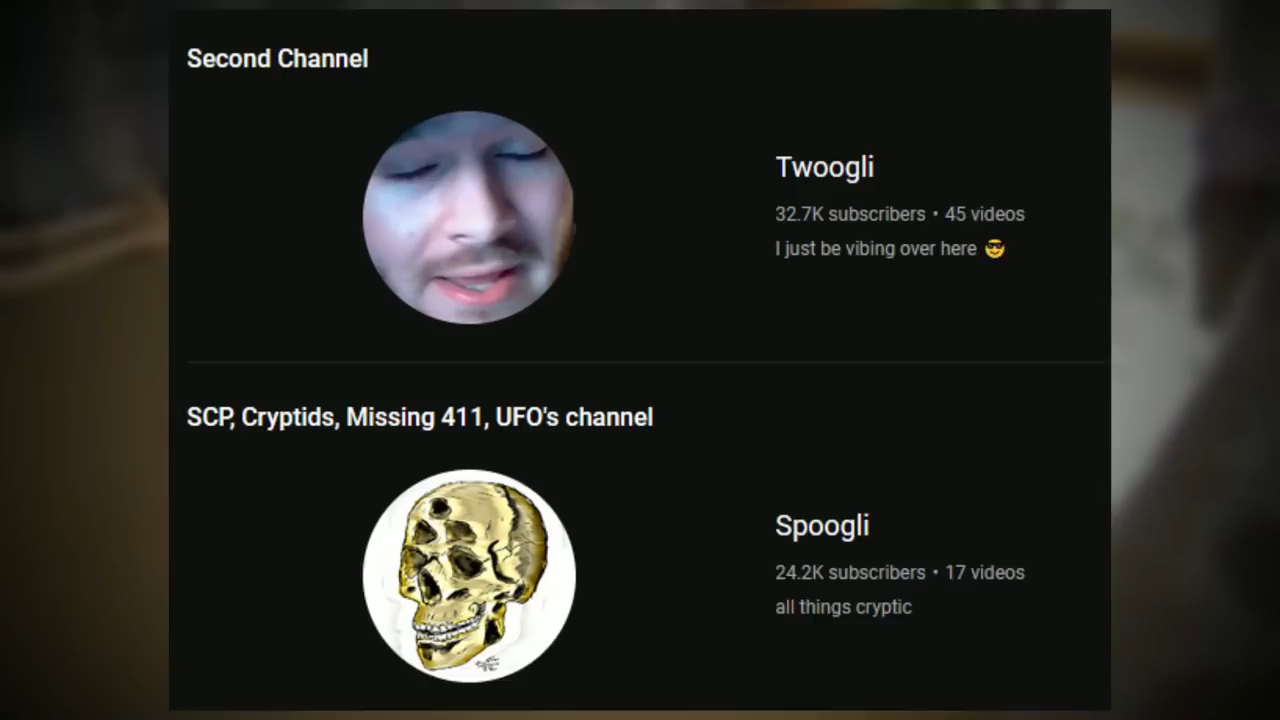 Second Channel
Twoogli
32.7K subscribers • 45 videos
I just be vibing over here 😎
SCP, Cryptids, Missing 411, UFO's channel
Spoogli
24.2K subscribers • 17 videos
all things cryptic